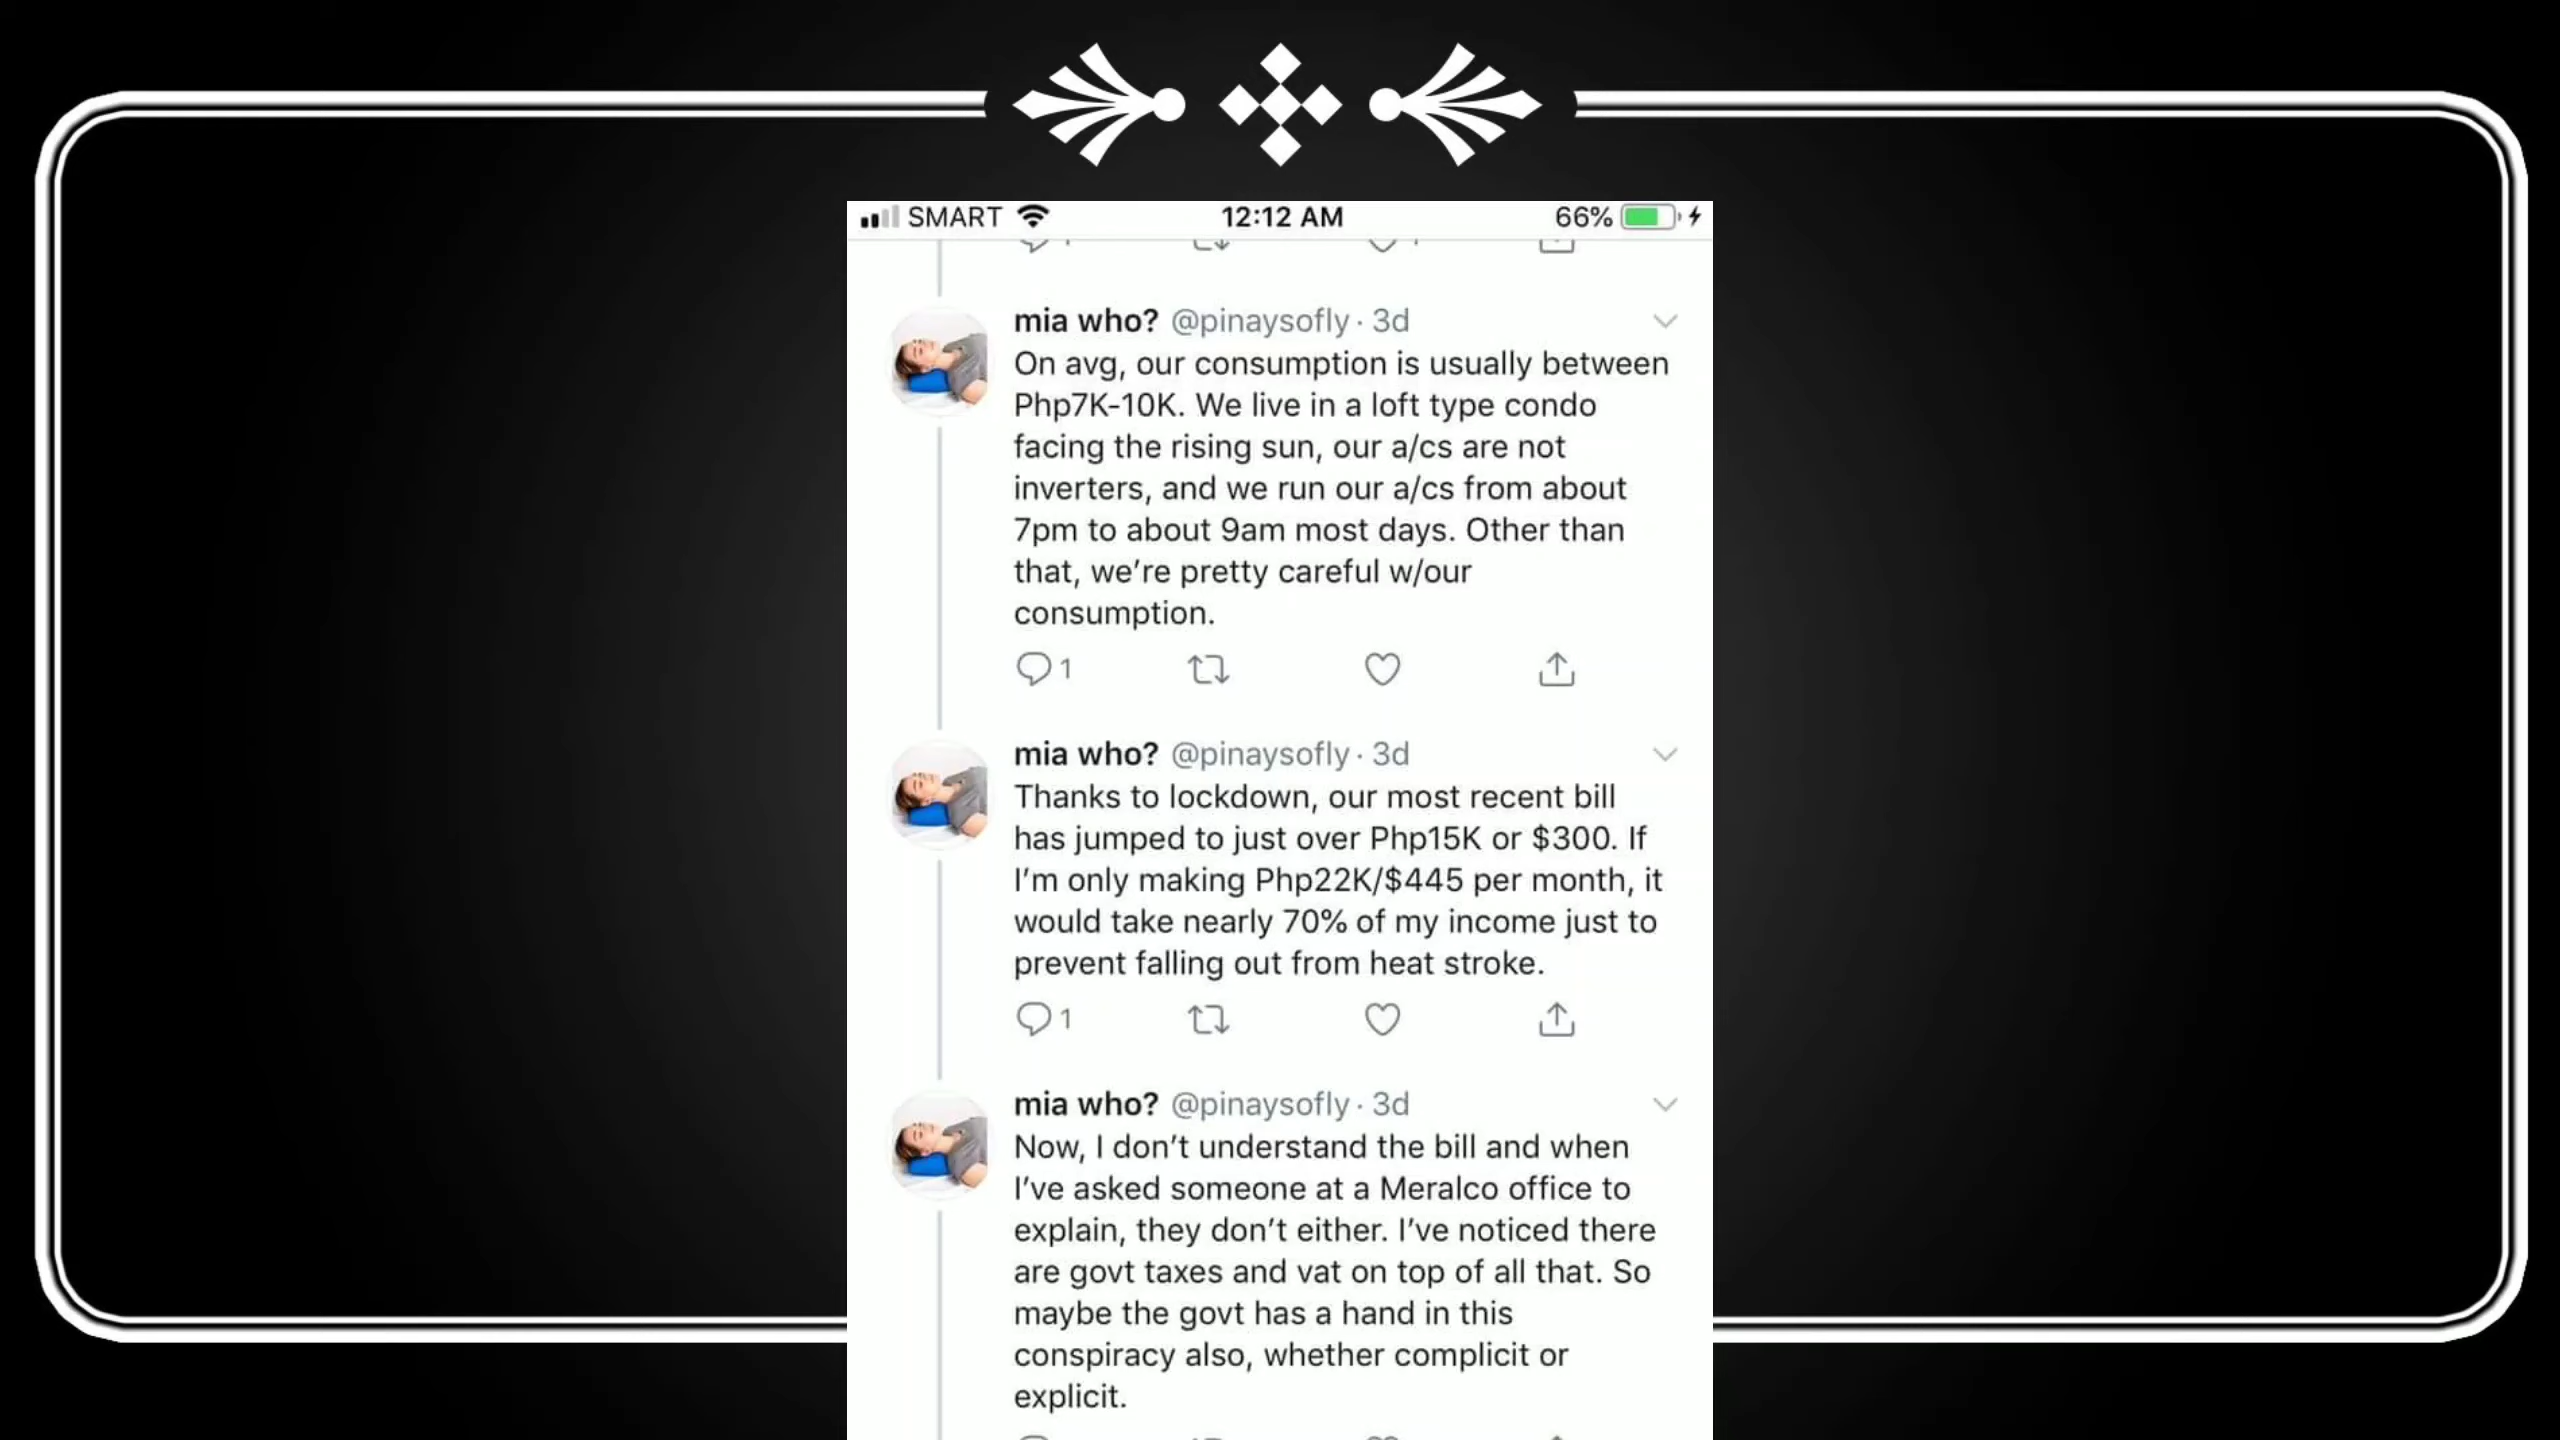 SMART 12:12 AM 66%
mia who? @pinaysofly · 3d
On avg, our consumption is usually between
Php7K-10K. We live in a loft type condo
facing the rising sun, our a/cs are not
inverters, and we run our a/cs from about
7pm to about 9am most days. Other than
that, we’re pretty careful w/our
consumption.
1
mia who? @pinaysofly · 3d
Thanks to lockdown, our most recent bill
has jumped to just over Php15K or $300. If
I’m only making Php22K/$445 per month, it
would take nearly 70% of my income just to
prevent falling out from heat stroke.
1
mia who? @pinaysofly · 3d
Now, I don’t understand the bill and when
I’ve asked someone at a Meralco office to
explain, they don’t either. I’ve noticed there
are govt taxes and vat on top of all that. So
maybe the govt has a hand in this
conspiracy also, whether complicit or
explicit.